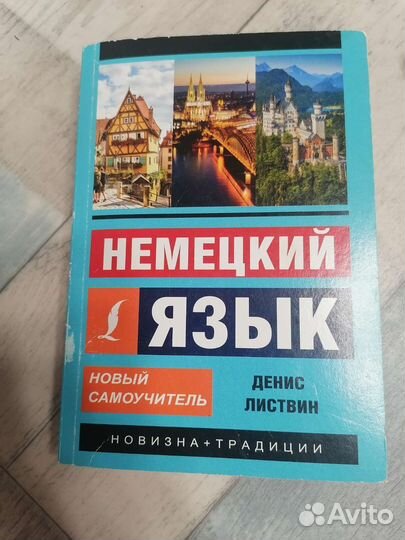 НЕМЕЦКИЙ
ЯЗЫК
НОВЫЙ
САМОУЧИТЕЛЬ
ДЕНИС
ЛИСТВИН
НОВИЗНА+ТРАДИЦИИ
Avito